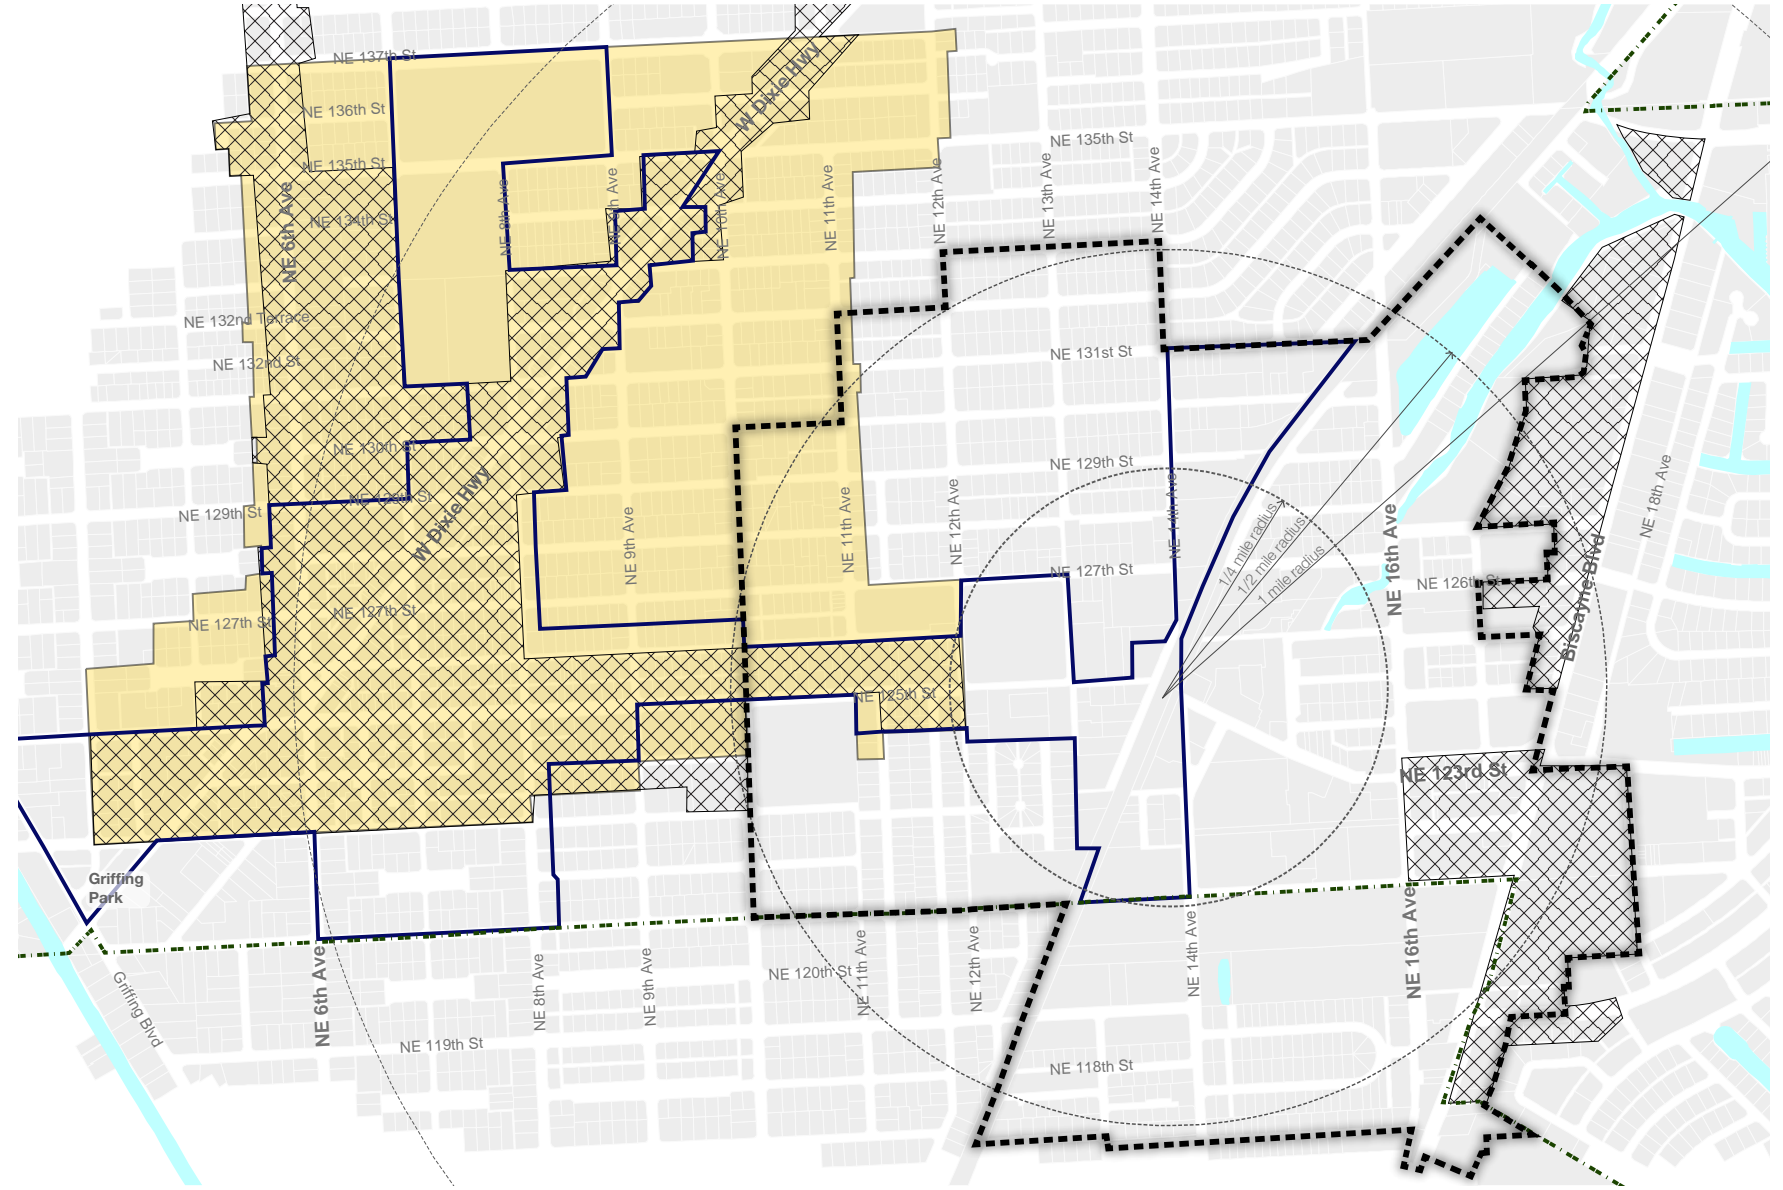 NE 137th St
NE 136th St
NE 135th St
NE 134th St
NE 6th Ave
NE 132nd Terrace
NE 132nd St
NE 130th St
NE 129th St
NE 129th St
NE 127th St
NE 127th St
W Dixie Hwy
W Dixie Hwy
NE 8th Ave
NE 9th Ave
NE 10th Ave
NE 11th Ave
NE 12th Ave
NE 13th Ave
NE 14th Ave
NE 135th St
NE 131st St
NE 129th St
NE 127th St
NE 9th Ave
NE 11th Ave
NE 12th Ave
NE 14th Ave
1/4 mile radius
1/2 mile radius
1 mile radius
NE 16th Ave
NE 126th St
NE 18th Ave
Biscayne Blvd
NE 125th St
NE 123rd St
Griffing
Park
Griffing Blvd
NE 6th Ave
NE 8th Ave
NE 9th Ave
NE 120th St
NE 11th Ave
NE 12th Ave
NE 14th Ave
NE 16th Ave
NE 119th St
NE 118th St